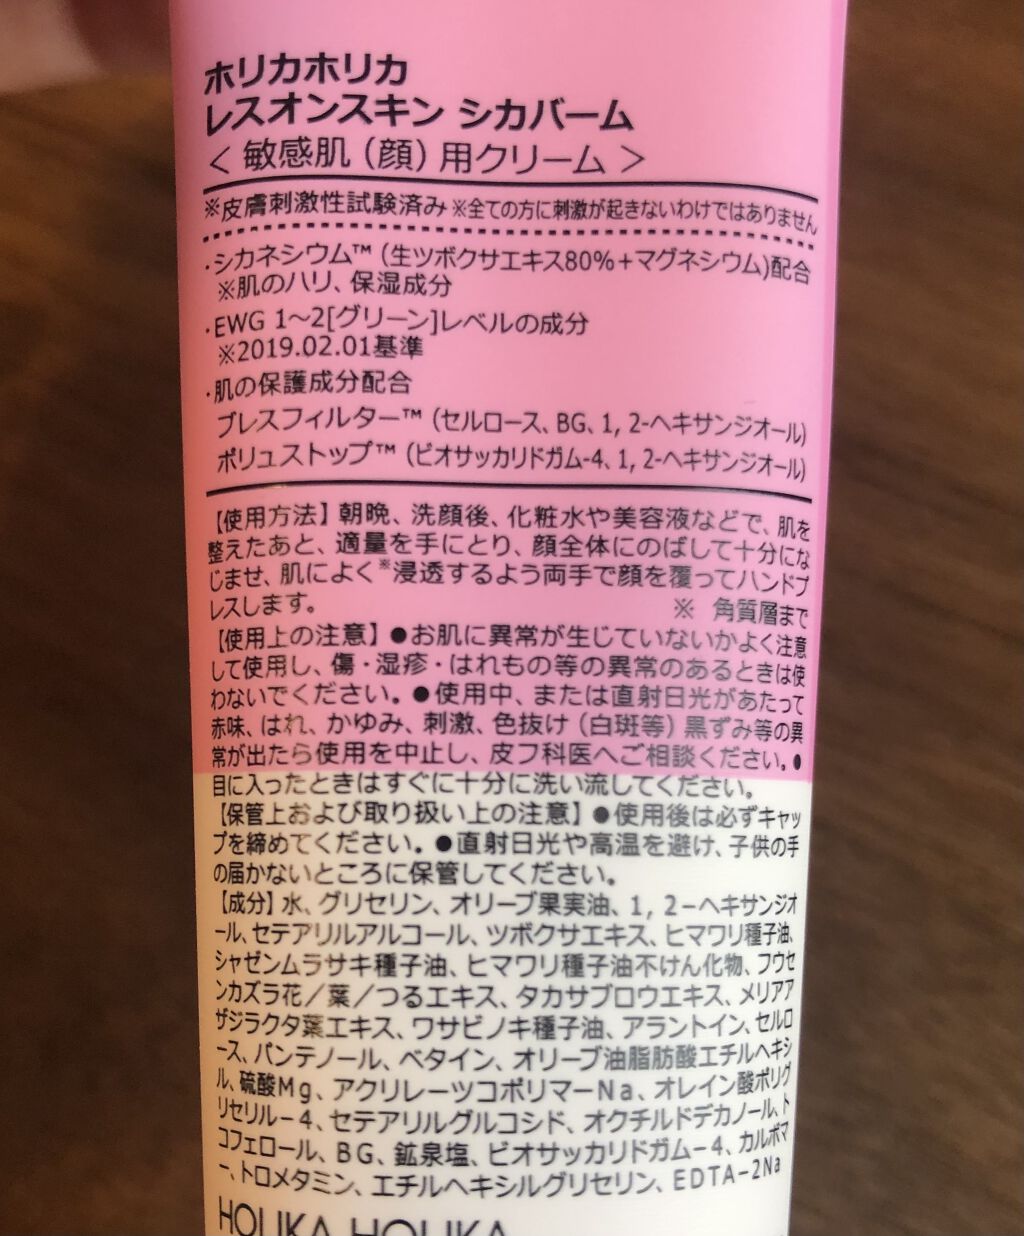 ホリカホリカ
レスオンスキン シカバーム
＜ 敏感肌（顔）用クリーム ＞
※皮膚刺激性試験済み ※全ての方に刺激が起きないわけではありません
・シカネシウム™（生ツボクサエキス80%+マグネシウム)配合
※肌のハリ、保湿成分
・EWG 1〜2[グリーン]レベルの成分
※2019.02.01基準
・肌の保護成分配合
ブレスフィルター™（セルロース、BG、1, 2-ヘキサンジオール)
ポリュストップ™（ビオサッカリドガム-4、1, 2-ヘキサンジオール)
【使用方法】朝晩、洗顔後、化粧水や美容液などで、肌を
整えたあと、適量を手にとり、顔全体にのばして十分にな
じませ、肌によく※浸透するよう両手で顔を覆ってハンドプ
レスします。 ※ 角質層まで
【使用上の注意】●お肌に異常が生じていないかよく注意
して使用し、傷・湿疹・はれもの等の異常のあるときは使
わないでください。●使用中、または直射日光があたって
赤味、はれ、かゆみ、刺激、色抜け（白斑等）黒ずみ等の異
常が出たら使用を中止し、皮フ科医へご相談ください。●
目に入ったときはすぐに十分に洗い流してください。
【保管上および取り扱い上の注意】●使用後は必ずキャッ
プを締めてください。●直射日光や高温を避け、子供の手
の届かないところに保管してください。
【成分】水、グリセリン、オリーブ果実油、1, 2－ヘキサンジオ
ール、セテアリルアルコール、ツボクサエキス、ヒマワリ種子油、
シャゼンムラサキ種子油、ヒマワリ種子油不けん化物、フウセ
ンカズラ花／葉／つるエキス、タカサブロウエキス、メリアア
ザジラクタ葉エキス、ワサビノキ種子油、アラントイン、セルロ
ース、パンテノール、ベタイン、オリーブ油脂肪酸エチルヘキシ
ル、硫酸Mg、アクリレーツコポリマーNa、オレイン酸ポリグ
リセリル－4、セテアリルグルコシド、オクチルドデカノール、ト
コフェロール、BG、鉱泉塩、ビオサッカリドガム－4、カルボマ
ー、トロメタミン、エチルヘキシルグリセリン、EDTA－2Na
HOLIKA HOLIKA